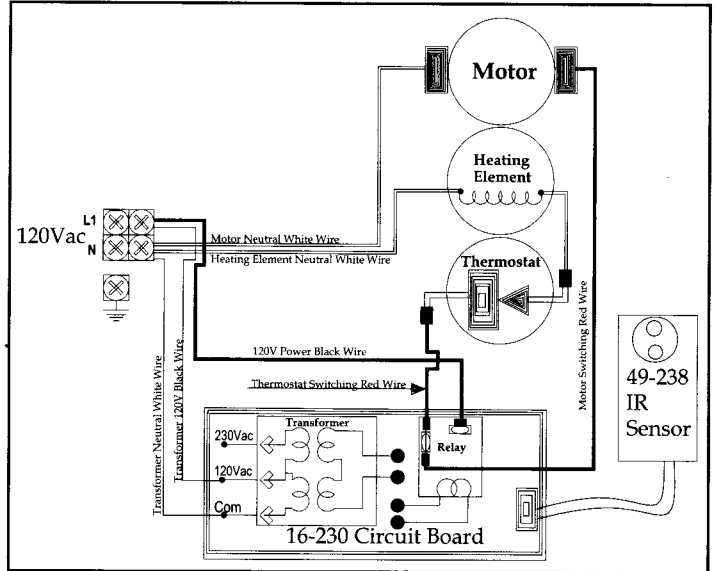 Motor
Heating
Element
L1
120Vac
N
Motor Neutral White Wire
Heating Element Neutral White Wire
Thermostat
Motor Switching Red Wire
120V Power Black Wire
Thermostat Switching Red Wire
Transformer Neutral White Wire
Transformer 120V Black Wire
49-238
IR
Sensor
Transformer
230Vac
Relay
120Vac
Com
16-230 Circuit Board